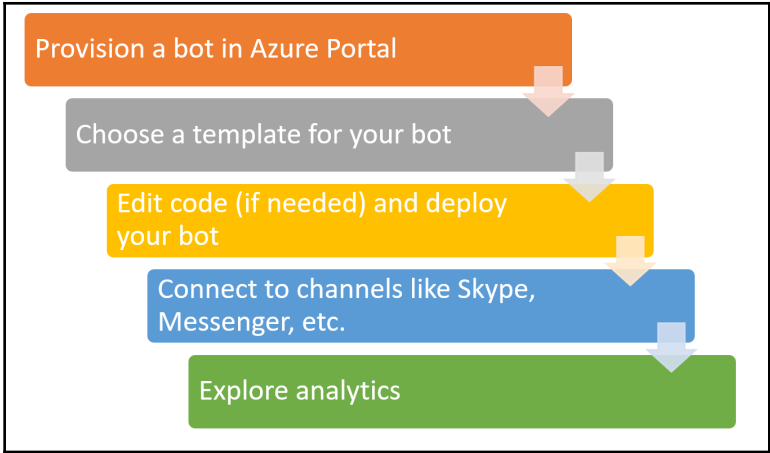 Provision a bot in Azure Portal
Choose a template for your bot
Edit code (if needed) and deploy
your bot
Connect to channels like Skype,
Messenger, etc.
Explore analytics